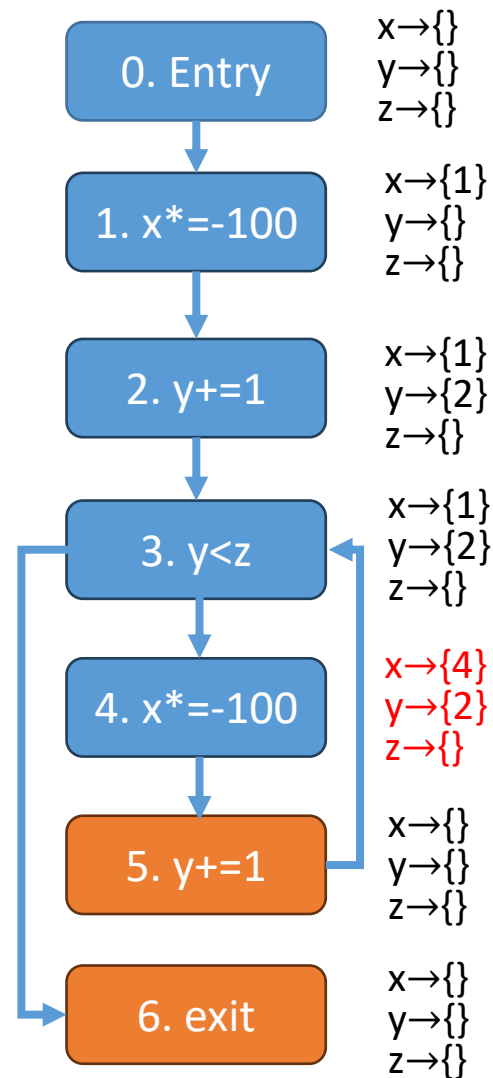 0. Entry
x→{}
y→{}
z→{}
1. x*=-100
x→{1}
y→{}
z→{}
2. y+=1
x→{1}
y→{2}
z→{}
3. y<z
x→{1}
y→{2}
z→{}
4. x*=-100
x→{4}
y→{2}
z→{}
5. y+=1
x→{}
y→{}
z→{}
6. exit
x→{}
y→{}
z→{}